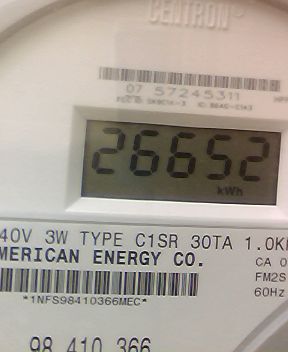 CENTRON
07 57245311
26652
kWh
40V 3W TYPE C1SR 30TA 1.0K
MERICAN ENERGY CO.
CA 0
FM2S
60Hz
*1NFS98410366MEC*
98 410 366